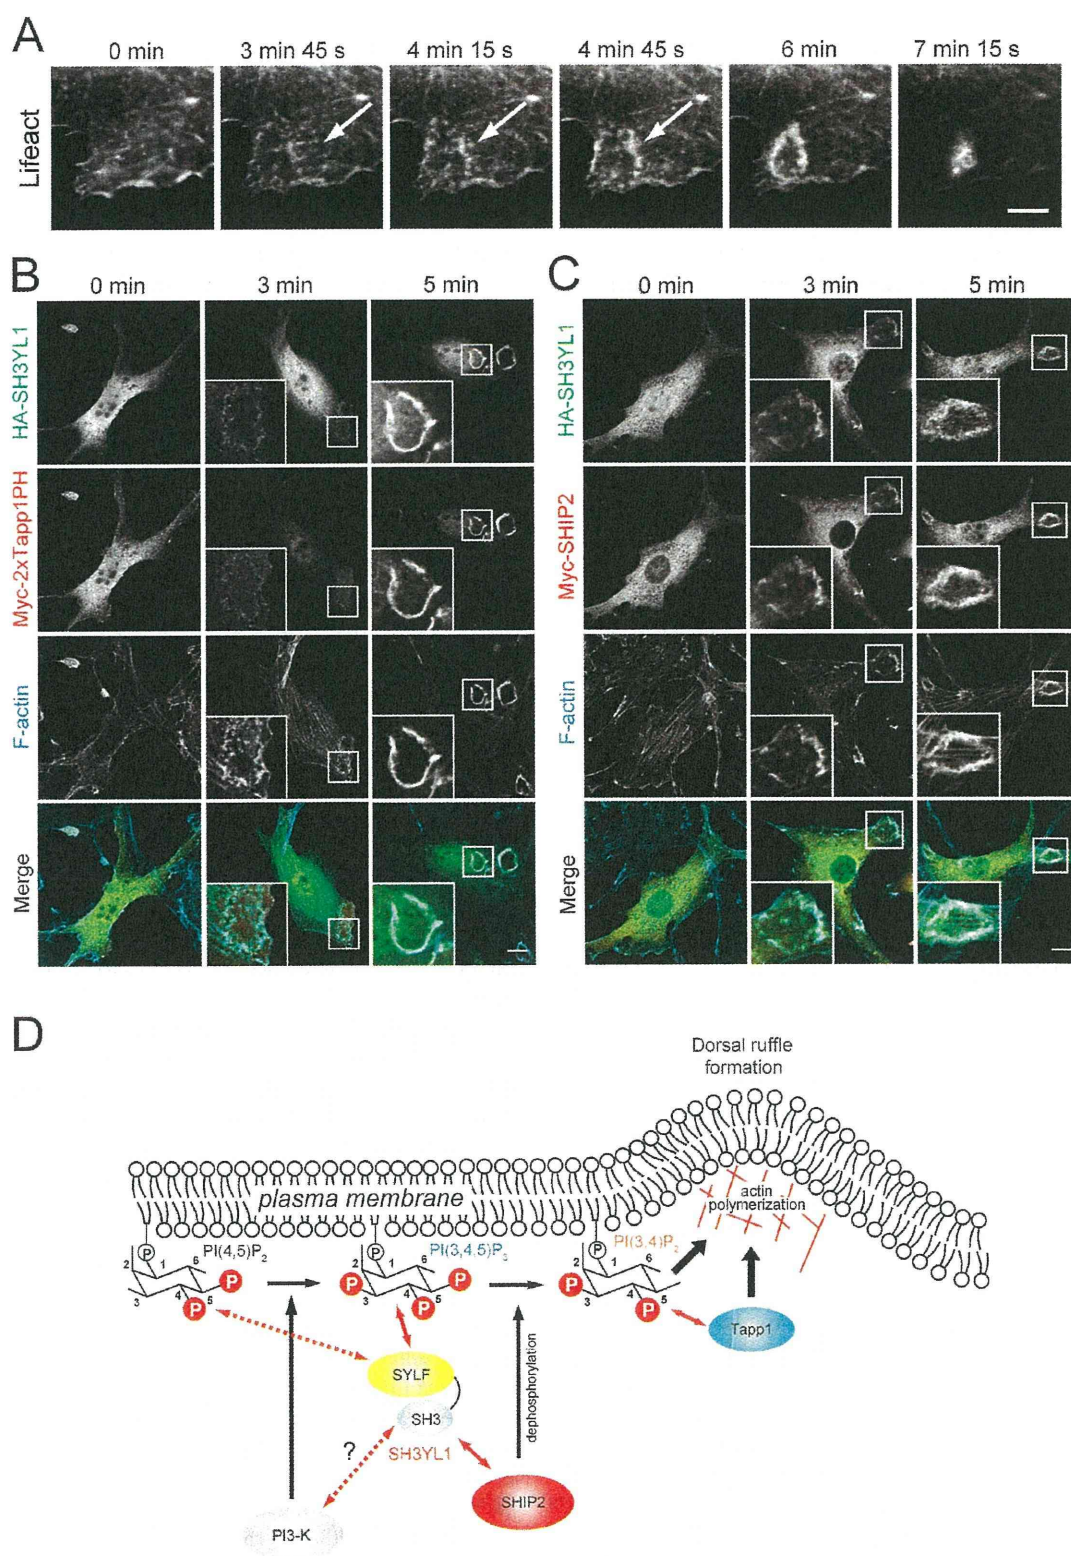 A
0 min 3 min 45 s 4 min 15 s 4 min 45 s 6 min 7 min 15 s
Lifeact
B
0 min 3 min 5 min
HA-SH3YL1
Myc-2xTapp1PH
F-actin
Merge
C
0 min 3 min 5 min
HA-SH3YL1
Myc-SHIP2
F-actin
Merge
D
Dorsal ruffle
formation
plasma membrane
actin
polymerization
P P P
PI(4,5)P2 PI(3,4,5)P3 PI(3,4)P2
2 1 6 2 1 6 2 1 6
P P P P
3 4 5 3 4 5 3 4 5
P P P
Tapp1
SYLF
SH3
dephosphorylation
? SH3YL1
SHIP2
PI3-K